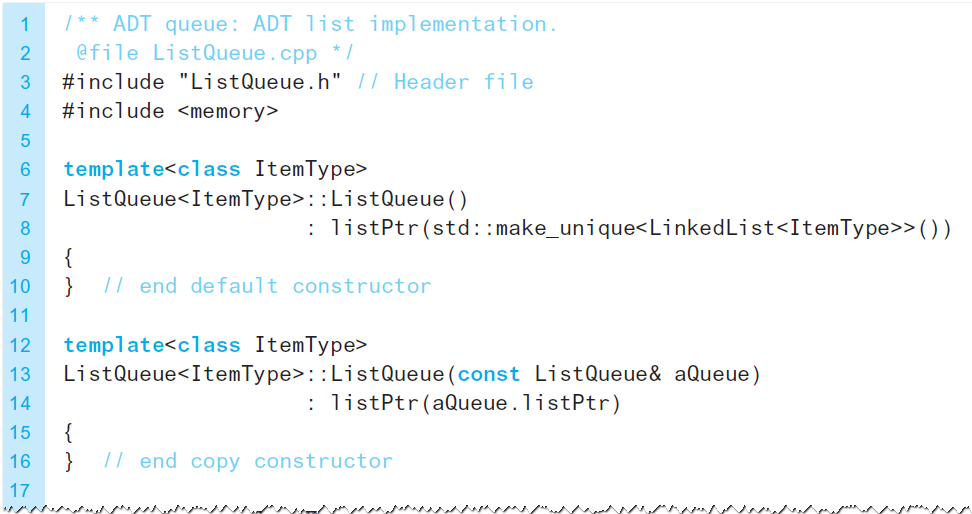 1 /** ADT queue: ADT list implementation.
2 @file ListQueue.cpp */
3 #include "ListQueue.h" // Header file
4 #include <memory>
5
6 template<class ItemType>
7 ListQueue<ItemType>::ListQueue()
8 : listPtr(std::make_unique<LinkedList<ItemType>>())
9 {
10 } // end default constructor
11
12 template<class ItemType>
13 ListQueue<ItemType>::ListQueue(const ListQueue& aQueue)
14 : listPtr(aQueue.listPtr)
15 {
16 } // end copy constructor
17